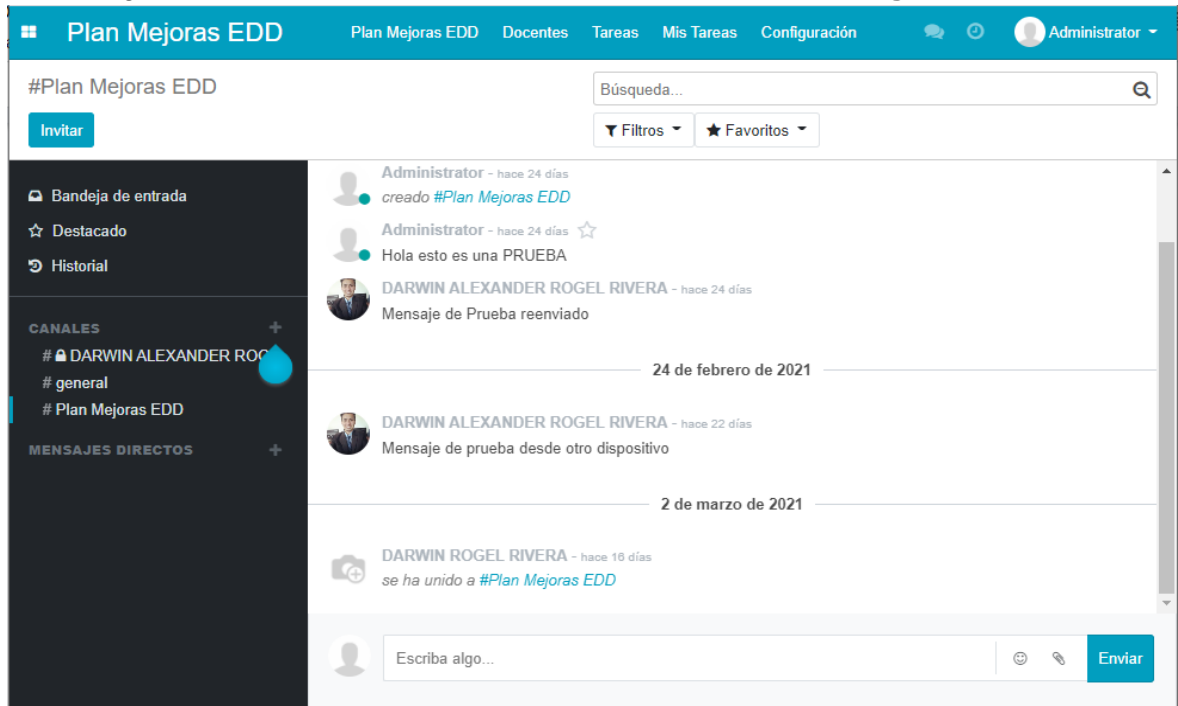 Plan Mejoras EDD Plan Mejoras EDD Docentes Tareas Mis Tareas Configuración Administrator
#Plan Mejoras EDD
Búsqueda...
Invitar
Filtros Favoritos
Bandeja de entrada
Destacado
Historial
CANALES +
# DARWIN ALEXANDER ROG
# general
# Plan Mejoras EDD
MENSAJES DIRECTOS +
Administrator - hace 24 días
creado #Plan Mejoras EDD
Administrator - hace 24 días
Hola esto es una PRUEBA
DARWIN ALEXANDER ROGEL RIVERA - hace 24 días
Mensaje de Prueba reenviado
24 de febrero de 2021
DARWIN ALEXANDER ROGEL RIVERA - hace 22 días
Mensaje de prueba desde otro dispositivo
2 de marzo de 2021
DARWIN ROGEL RIVERA - hace 16 días
se ha unido a #Plan Mejoras EDD
Escriba algo...
Enviar